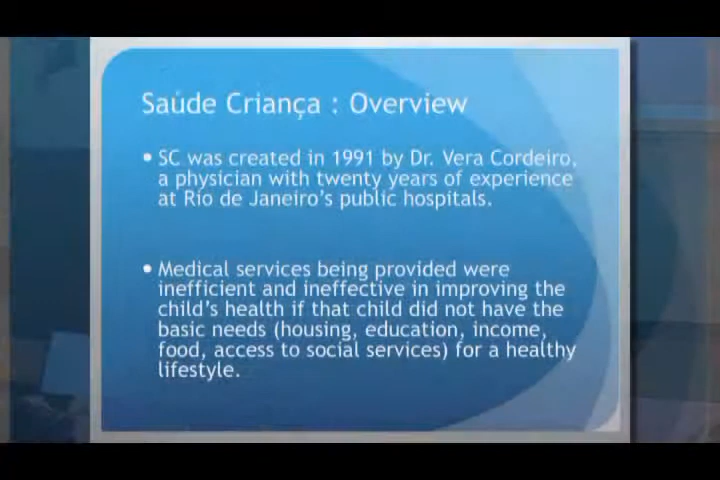 Saúde Criança : Overview
• SC was created in 1991 by Dr. Vera Cordeiro,
a physician with twenty years of experience
at Rio de Janeiro's public hospitals.
• Medical services being provided were
inefficient and ineffective in improving the
child's health if that child did not have the
basic needs (housing, education, income,
food, access to social services) for a healthy
lifestyle.